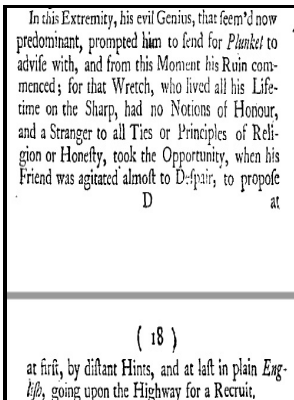 In this Extremity, his evil Genius, that ſeem'd now
predominant, prompted him to ſend for Plunket to
adviſe with, and from this Moment his Ruin com-
menced; for that Wretch, who lived all his Life-
time on the Sharp, had no Notions of Honour,
and a Stranger to all Ties or Principles of Reli-
gion or Honeſty, took the Opportunity, when his
Friend was agitated almoſt to Deſpair, to propoſe
D at
( 18 )
at firſt, by diſtant Hints, and at laſt in plain Eng-
liſh, going upon the Highway for a Recruit,